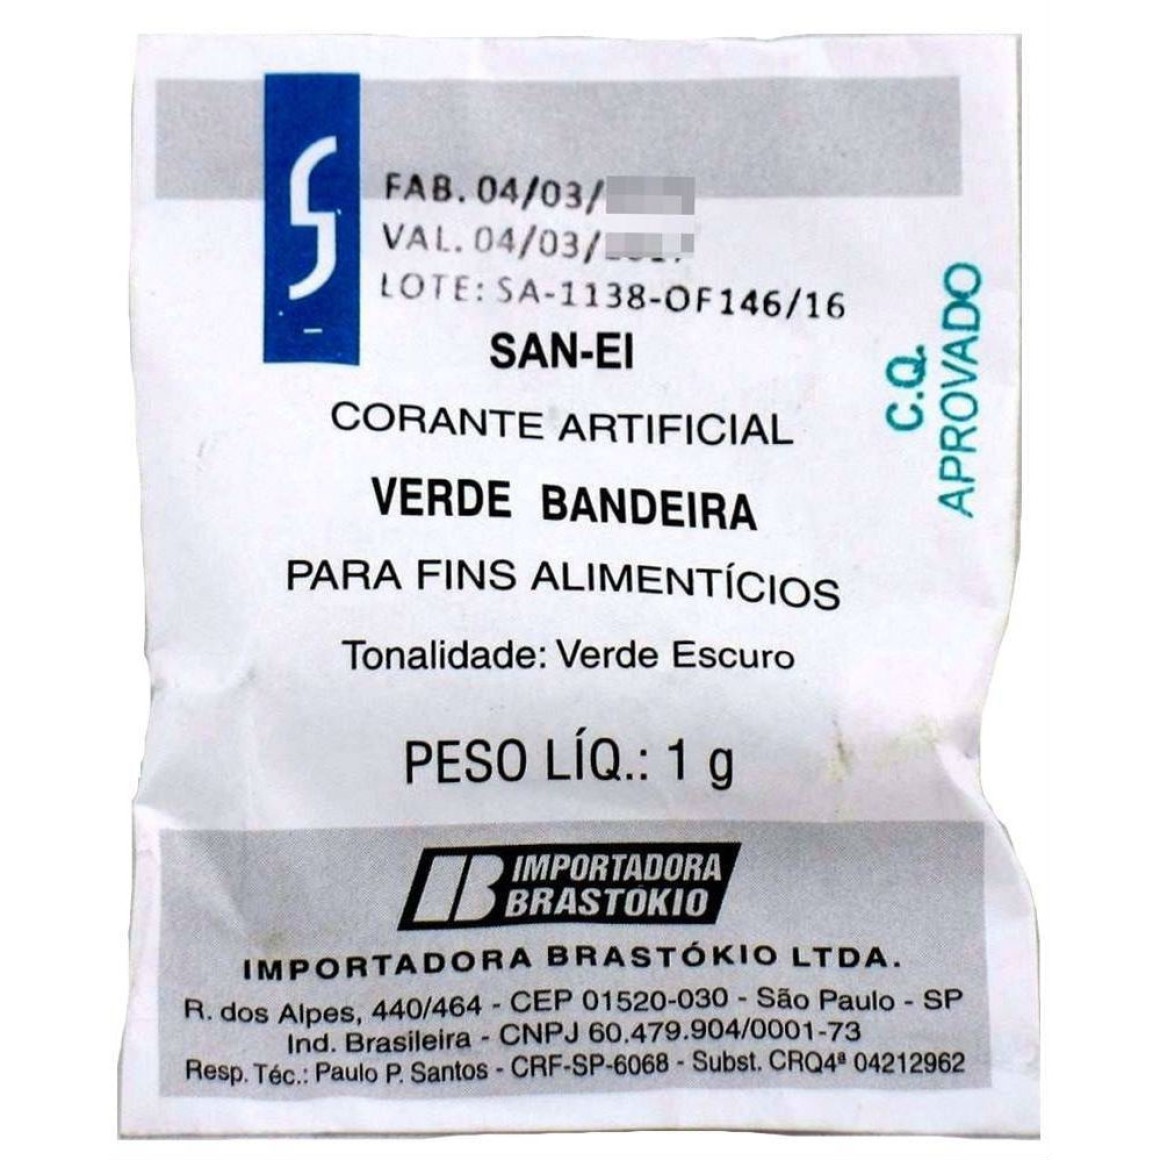 FAB. 04/03/
VAL. 04/03/
LOTE: SA-1138-OF146/16
C.Q.
APROVADO
SAN-EI
CORANTE ARTIFICIAL
VERDE BANDEIRA
PARA FINS ALIMENTÍCIOS
Tonalidade: Verde Escuro
PESO LÍQ.: 1 g
IMPORTADORA
BRASTÓKIO
IMPORTADORA BRASTÓKIO LTDA.
R. dos Alpes, 440/464 - CEP 01520-030 - São Paulo - SP
Ind. Brasileira - CNPJ 60.479.904/0001-73
Resp. Téc.: Paulo P. Santos - CRF-SP-6068 - Subst. CRQ4ª 04212962